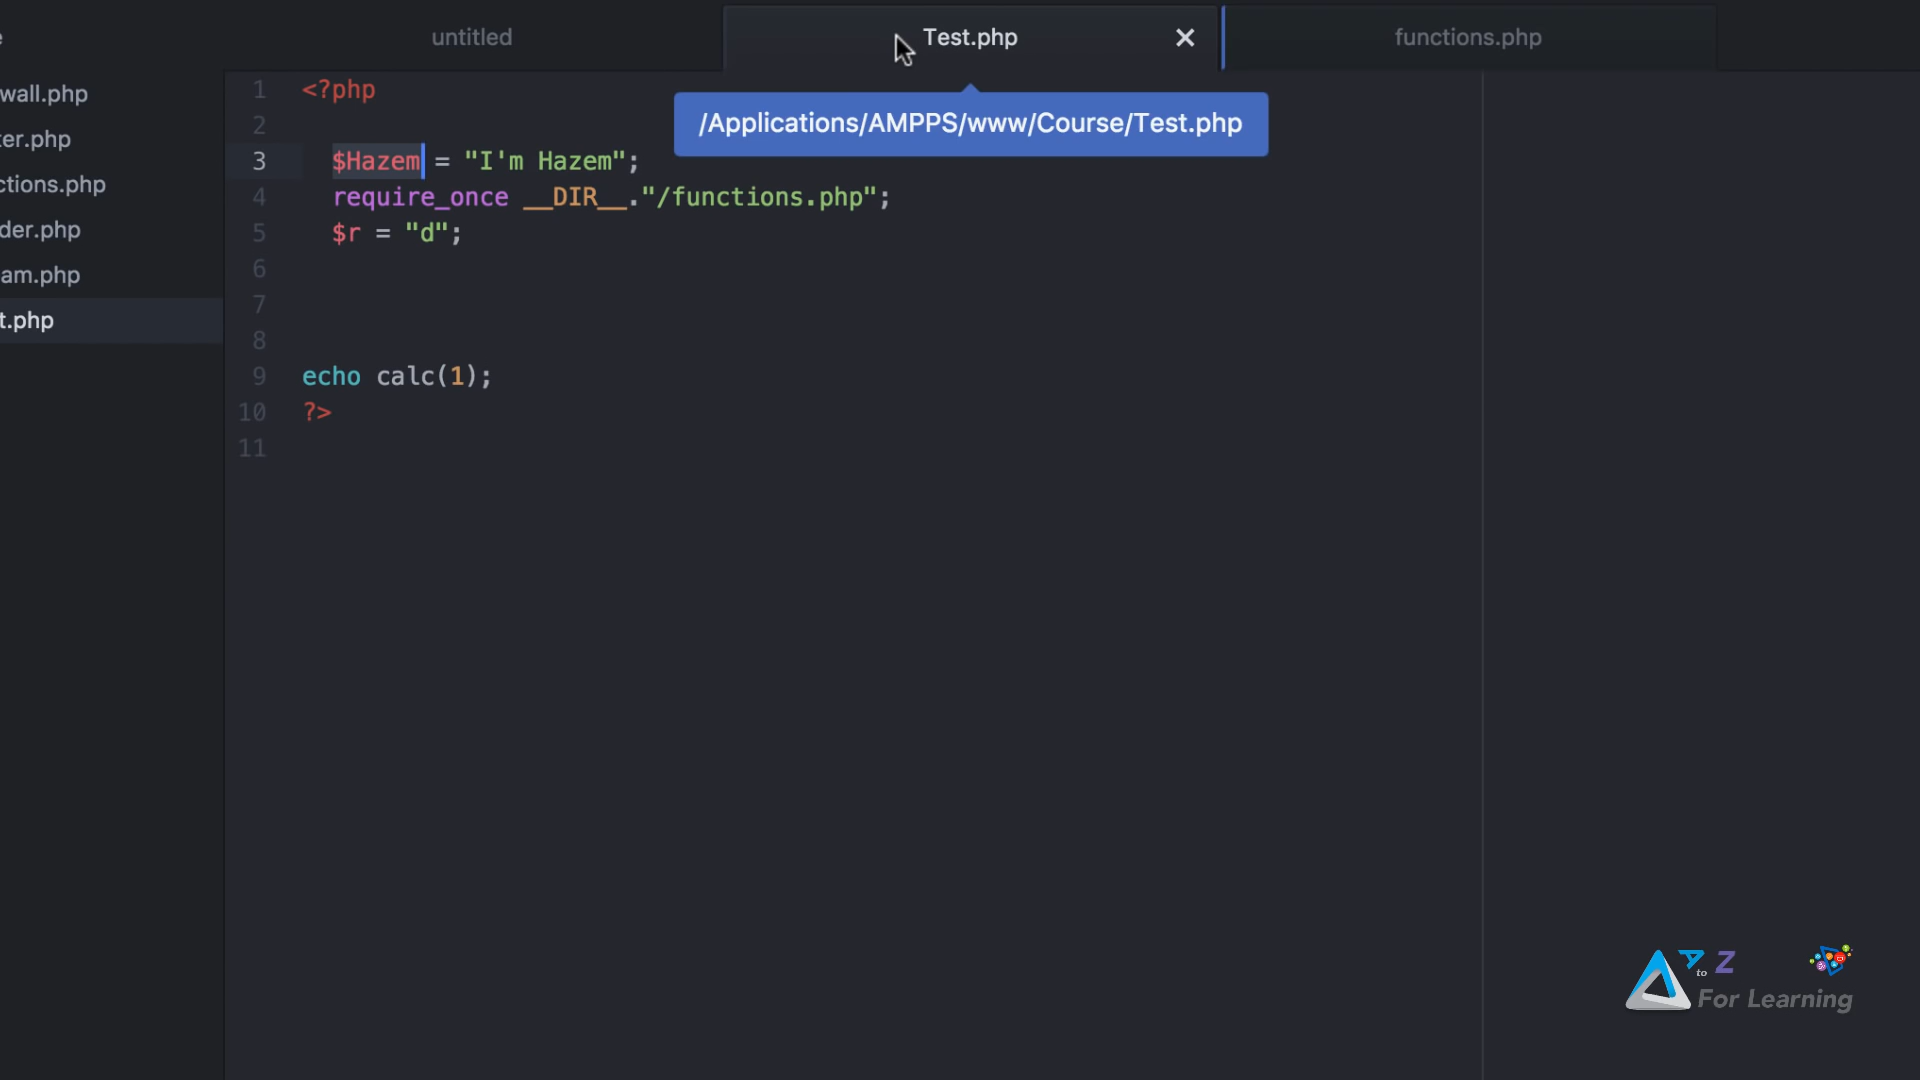 untitled
Test.php
functions.php
/Applications/AMPPS/www/Course/Test.php
wall.php
ter.php
ctions.php
der.php
am.php
t.php
1 <?php
2
3 $Hazem = "I'm Hazem";
4 require_once __DIR__."/functions.php";
5 $r = "d";
6
7
8
9 echo calc(1);
10 ?>
11
A to Z
For Learning